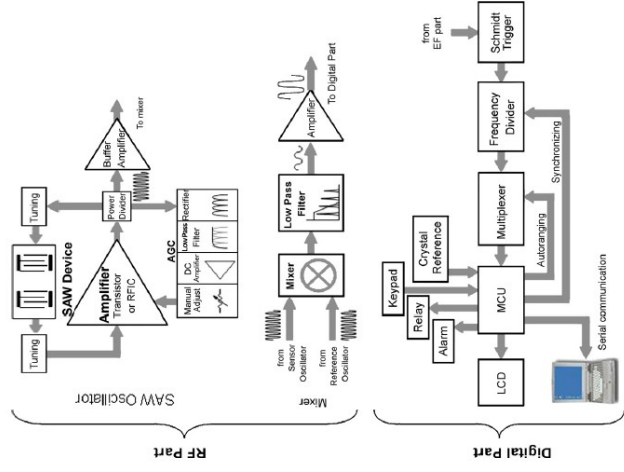 RF Part
SAW Oscillator
Tuning
SAW Device
Tuning
Amplifier
Transistor
or RFIC
Power
Divider
Buffer
Amplifier
To mixer
AGC
Manual
Adjust
DC
Amplifier
LowPass
Filter
Rectifier
Mixer
from
Sensor
Oscillator
from
Reference
Oscillator
Mixer
Low Pass
Filter
Amplifier
To Digital Part
Digital Part
LCD
Alarm
Relay
Keypad
Crystal
Reference
MCU
Multiplexer
Frequency
Divider
Schmidt
Trigger
from
EF part
Autoranging
Synchronizing
Serial communication